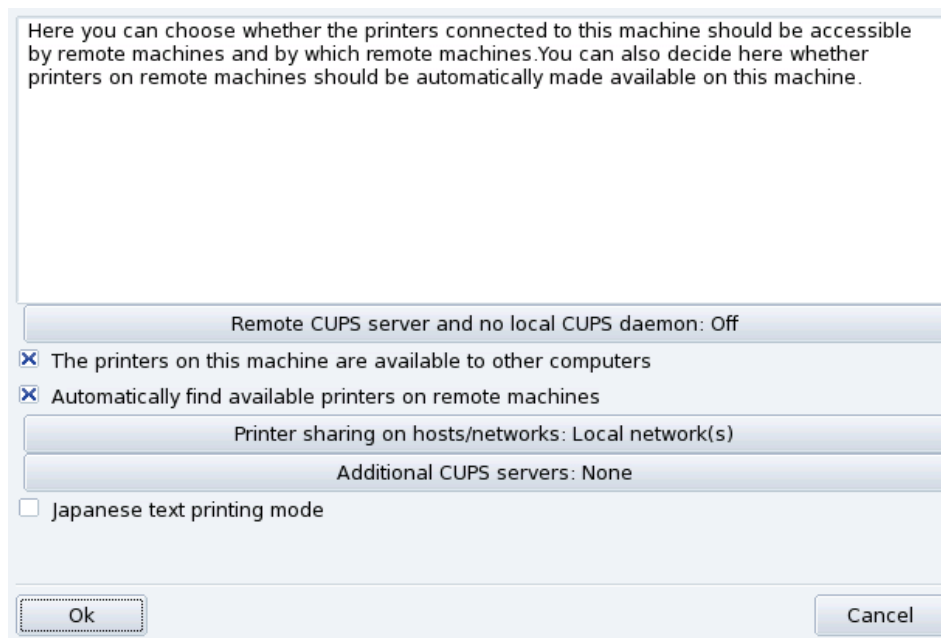 Here you can choose whether the printers connected to this machine should be accessible
by remote machines and by which remote machines.You can also decide here whether
printers on remote machines should be automatically made available on this machine.
Remote CUPS server and no local CUPS daemon: Off
The printers on this machine are available to other computers
Automatically find available printers on remote machines
Printer sharing on hosts/networks: Local network(s)
Additional CUPS servers: None
Japanese text printing mode
Ok
Cancel